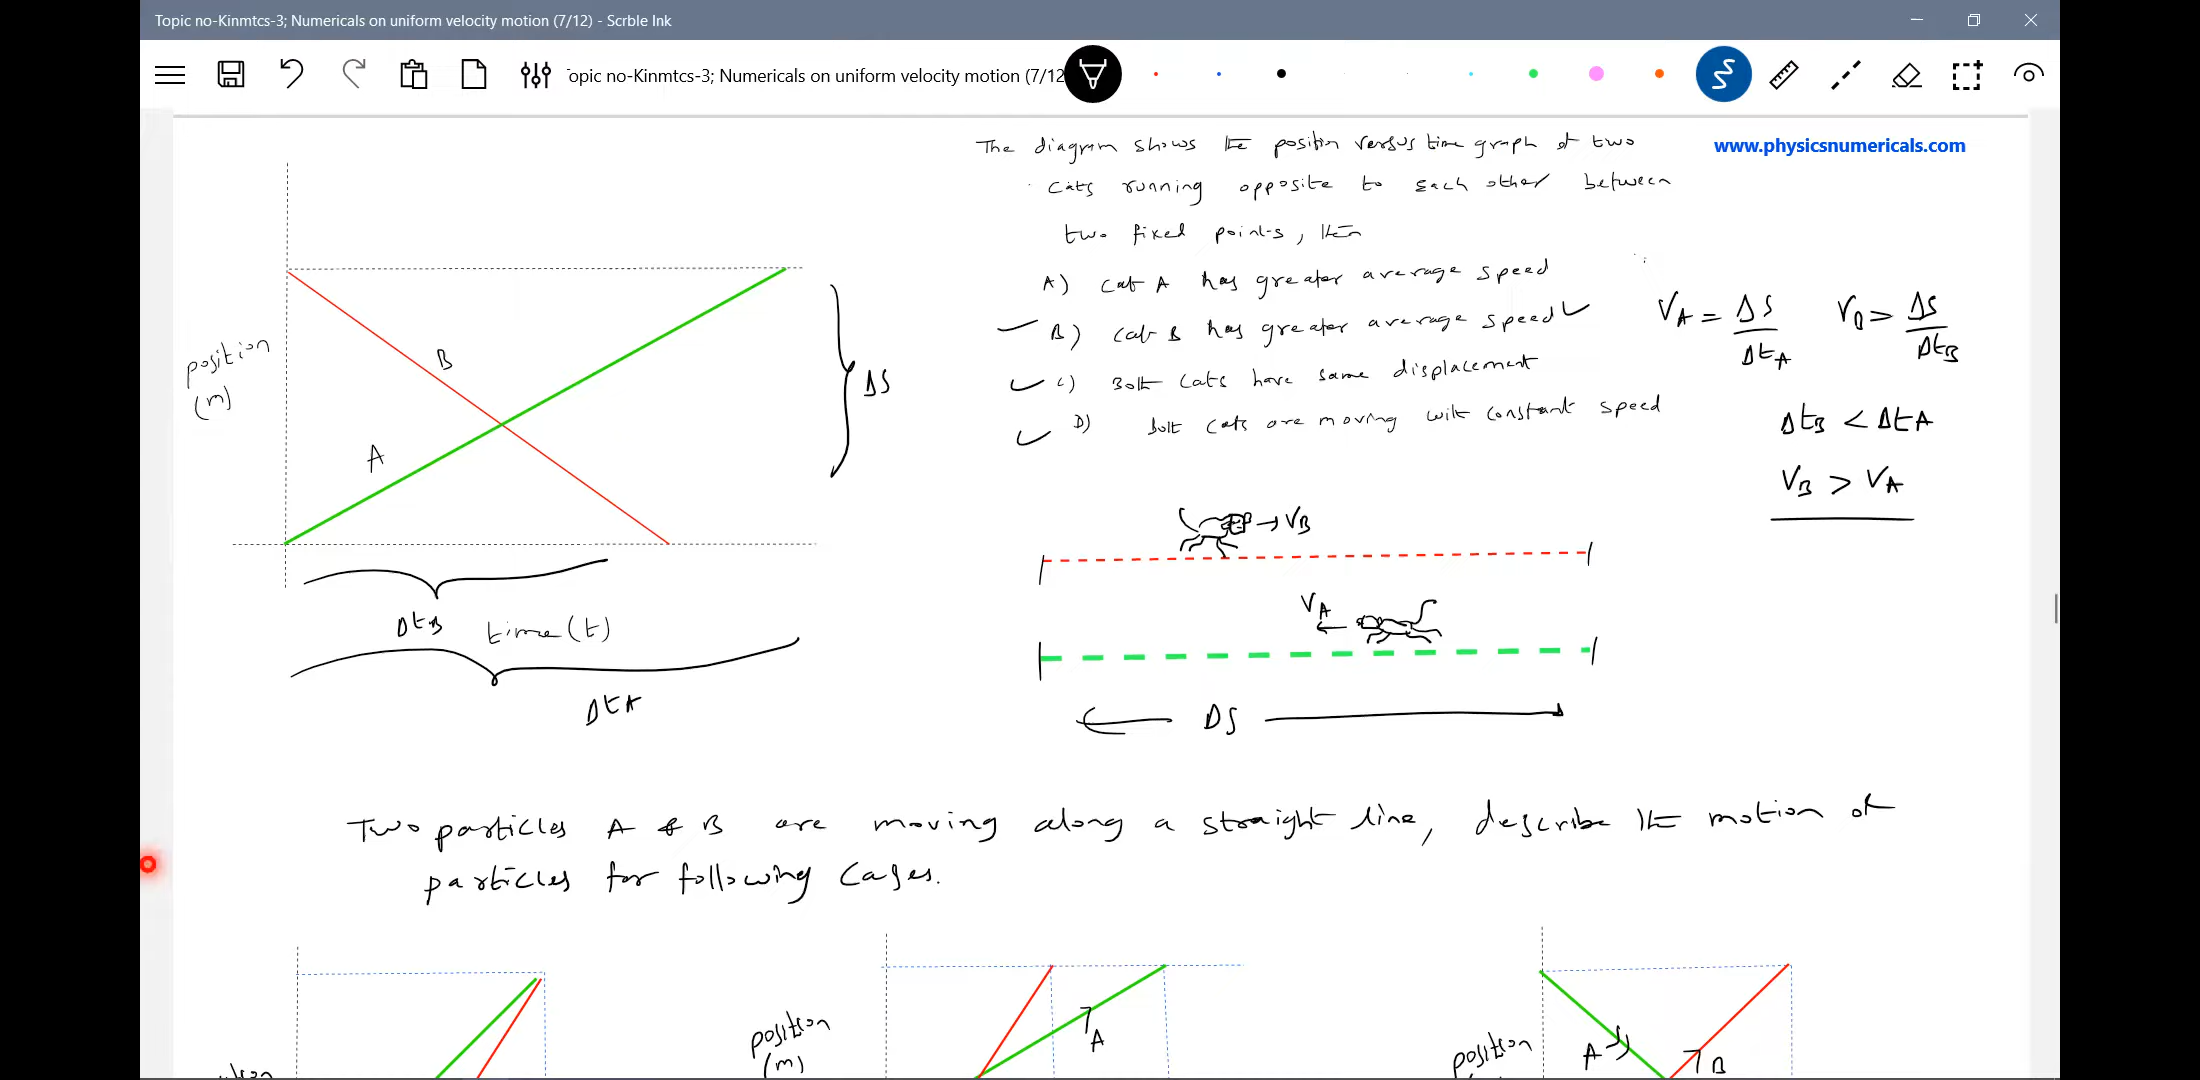 Topic no-Kinmtcs-3; Numericals on uniform velocity motion (7/12) - Scrble Ink
opic no-Kinmtcs-3; Numericals on uniform velocity motion (7/12
www.physicsnumericals.com
The diagram shows the position versus time graph of two
cats running opposite to each other between
two fixed points, then
A) cat A has greater average speed
B) cat B has greater average speed
C) Both cats have same displacement
D) both cats are moving with constant speed
VA = ΔS / ΔtA
VB = ΔS / ΔtB
ΔtB < ΔtA
VB > VA
position
(m)
B
A
ΔS
ΔtB
time(t)
ΔtA
→VB
VA
ΔS
Two particles A & B are moving along a straight line, describe the motion of
particles for following cases.
position
(m)
A
position
A
B